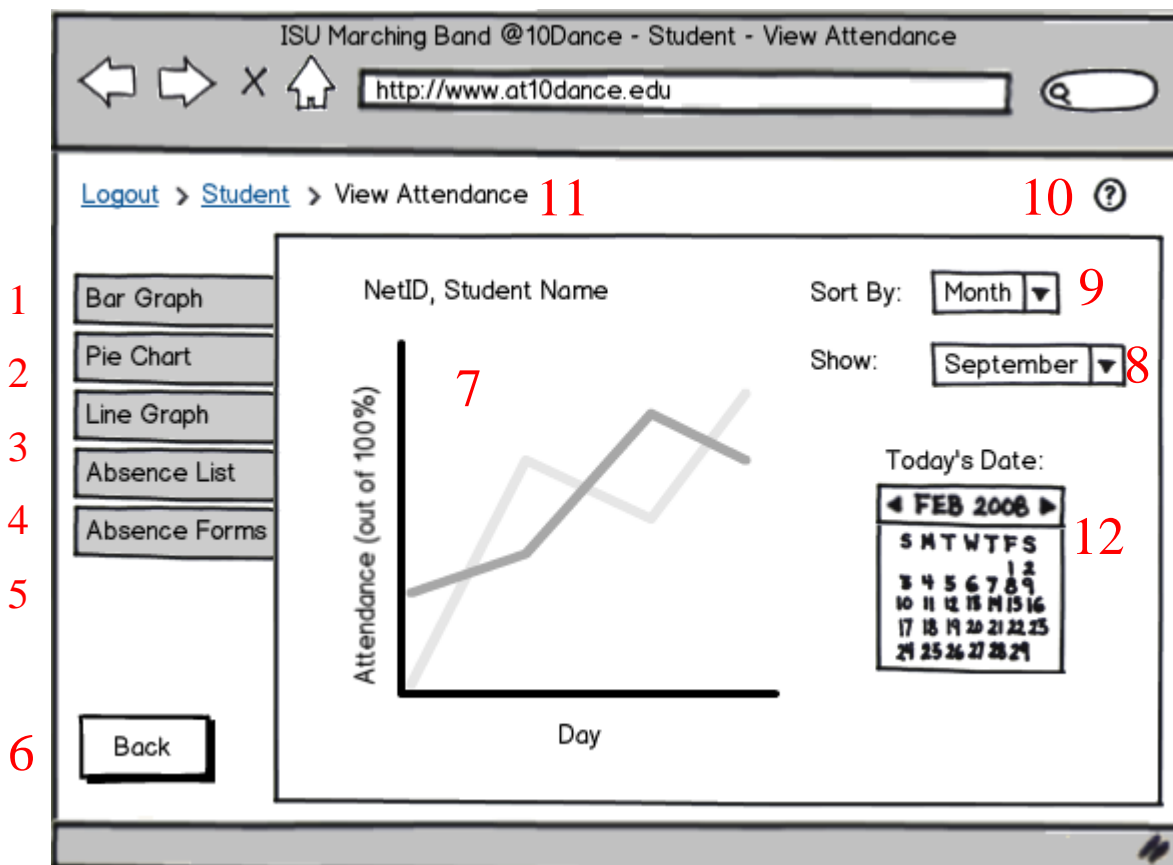 ISU Marching Band @10Dance - Student - View Attendance
X
http://www.at10dance.edu
Logout > Student > View Attendance 11
10 ?
1 Bar Graph
2 Pie Chart
3 Line Graph
4 Absence List
5 Absence Forms
6 Back
NetID, Student Name
7
Attendance (out of 100%)
Day
Sort By: Month 9
Show: September 8
Today's Date:
FEB 2008
12
S M T W T F S
1 2
3 4 5 6 7 8 9
10 11 12 13 14 15 16
17 18 19 20 21 22 23
24 25 26 27 28 29